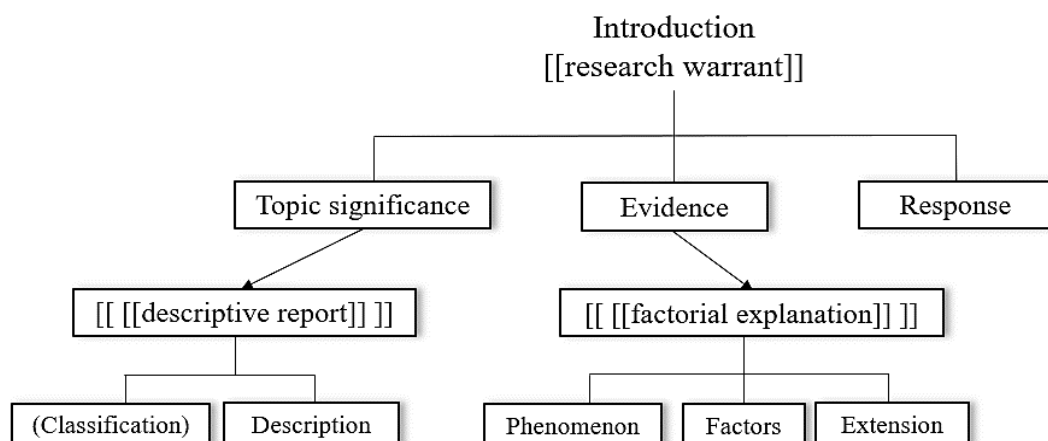 Introduction
[[research warrant]]
Topic significance
Evidence
Response
[[ [[descriptive report]] ]]
[[ [[factorial explanation]] ]]
(Classification)
Description
Phenomenon
Factors
Extension